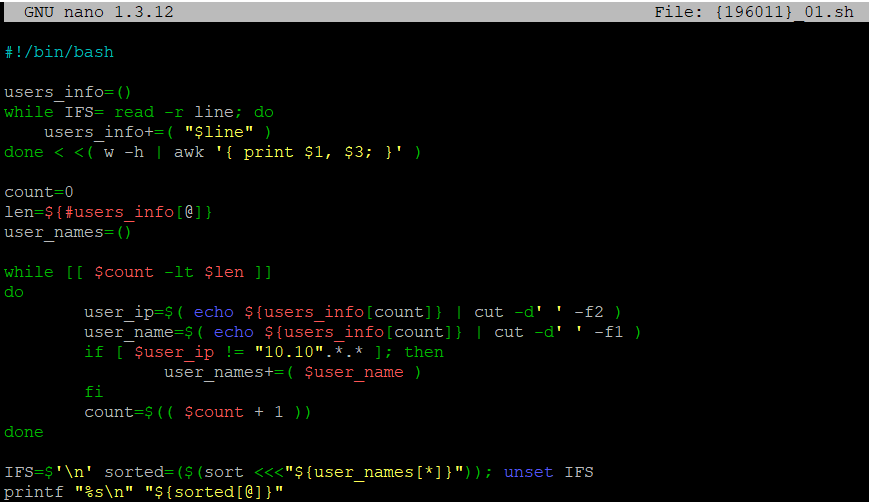 GNU nano 1.3.12 File: {196011}_01.sh
#!/bin/bash
users_info=()
while IFS= read -r line; do
    users_info+=( "$line" )
done < <( w -h | awk '{ print $1, $3; }' )
count=0
len=${#users_info[@]}
user_names=()
while [[ $count -lt $len ]]
do
        user_ip=$( echo ${users_info[count]} | cut -d' ' -f2 )
        user_name=$( echo ${users_info[count]} | cut -d' ' -f1 )
        if [ $user_ip != "10.10".*.* ]; then
                user_names+=( $user_name )
        fi
        count=$(( $count + 1 ))
done
IFS=$'\n' sorted=($(sort <<<"${user_names[*]}")); unset IFS
printf "%s\n" "${sorted[@]}"